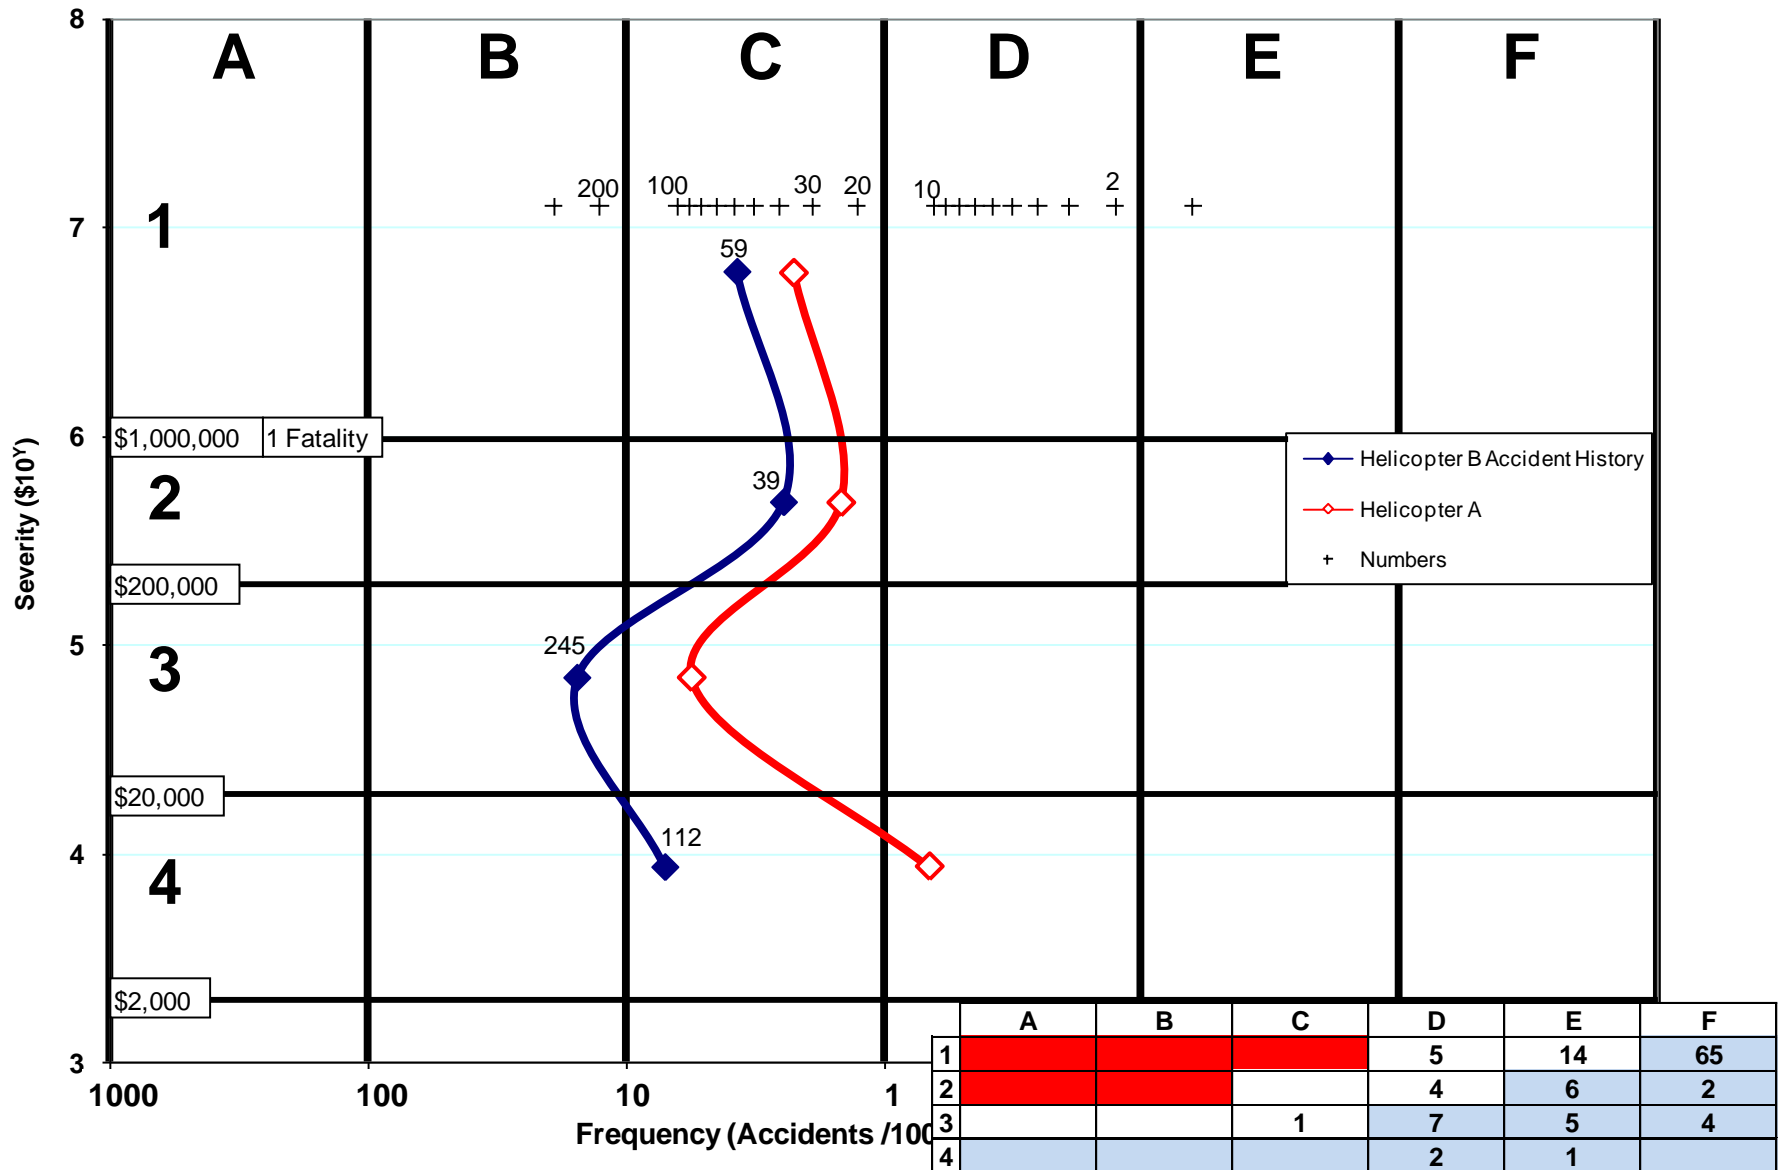 8
A B C D E F
200 100 30 20 10 2
7
1
59
$1,000,000 1 Fatality
6
Helicopter B Accident History
Helicopter A
Numbers
2
39
Severity ($10Y)
$200,000
5
245
3
$20,000
4
112
4
$2,000
3
1000 100 10 1
Frequency (Accidents /100
A B C D E F
1 5 14 65
2 4 6 2
3 1 7 5 4
4 2 1